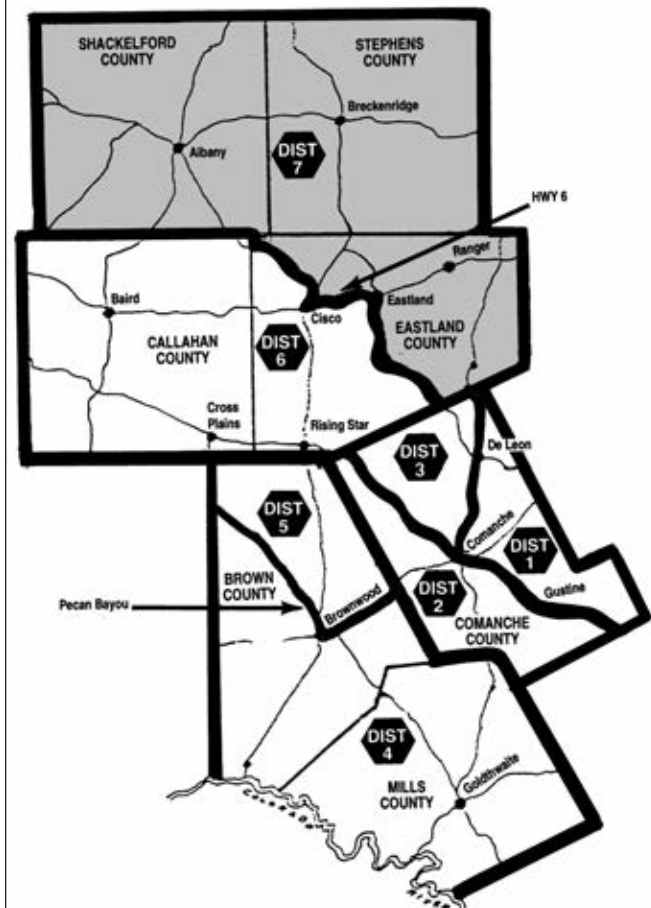 SHACKELFORD
COUNTY
STEPHENS
COUNTY
Breckenridge
Albany
DIST
7
HWY 6
Ranger
Eastland
EASTLAND
COUNTY
Baird
Cisco
CALLAHAN
COUNTY
DIST
6
Cross
Plains
Rising Star
De Leon
DIST
3
DIST
5
Comanche
DIST
1
BROWN
COUNTY
Pecan Bayou
Brownwood
DIST
2
Gustine
COMANCHE
COUNTY
DIST
4
MILLS
COUNTY
Goldthwaite
COLORADO
RIVER